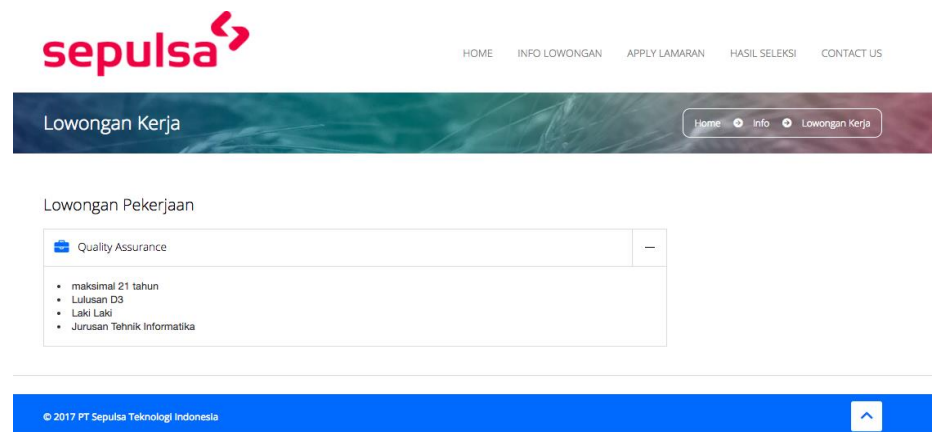 sepulsa
HOME INFO LOWONGAN APPLY LAMARAN HASIL SELEKSI CONTACT US
Lowongan Kerja
Home Info Lowongan Kerja
Lowongan Pekerjaan
Quality Assurance
maksimal 21 tahun
Lulusan D3
Laki Laki
Jurusan Tehnik Informatika
© 2017 PT Sepulsa Teknologi Indonesia